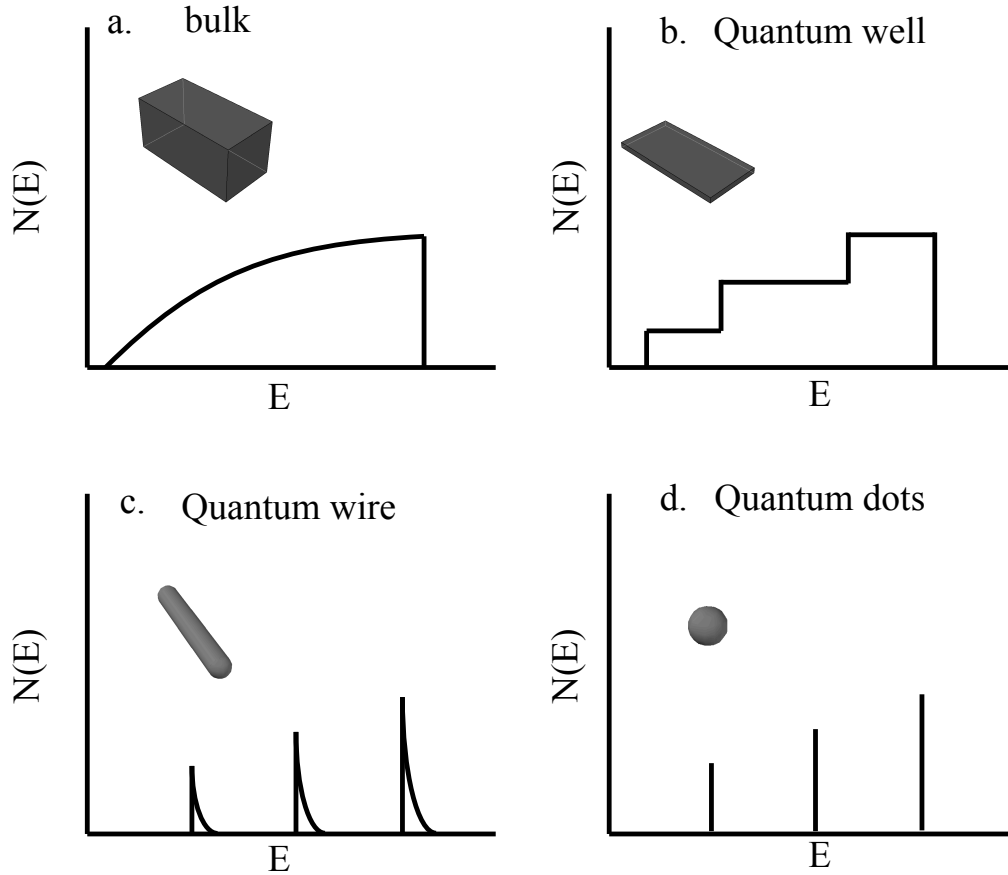 a. bulk
N(E)
E
b. Quantum well
N(E)
E
c. Quantum wire
N(E)
E
d. Quantum dots
N(E)
E